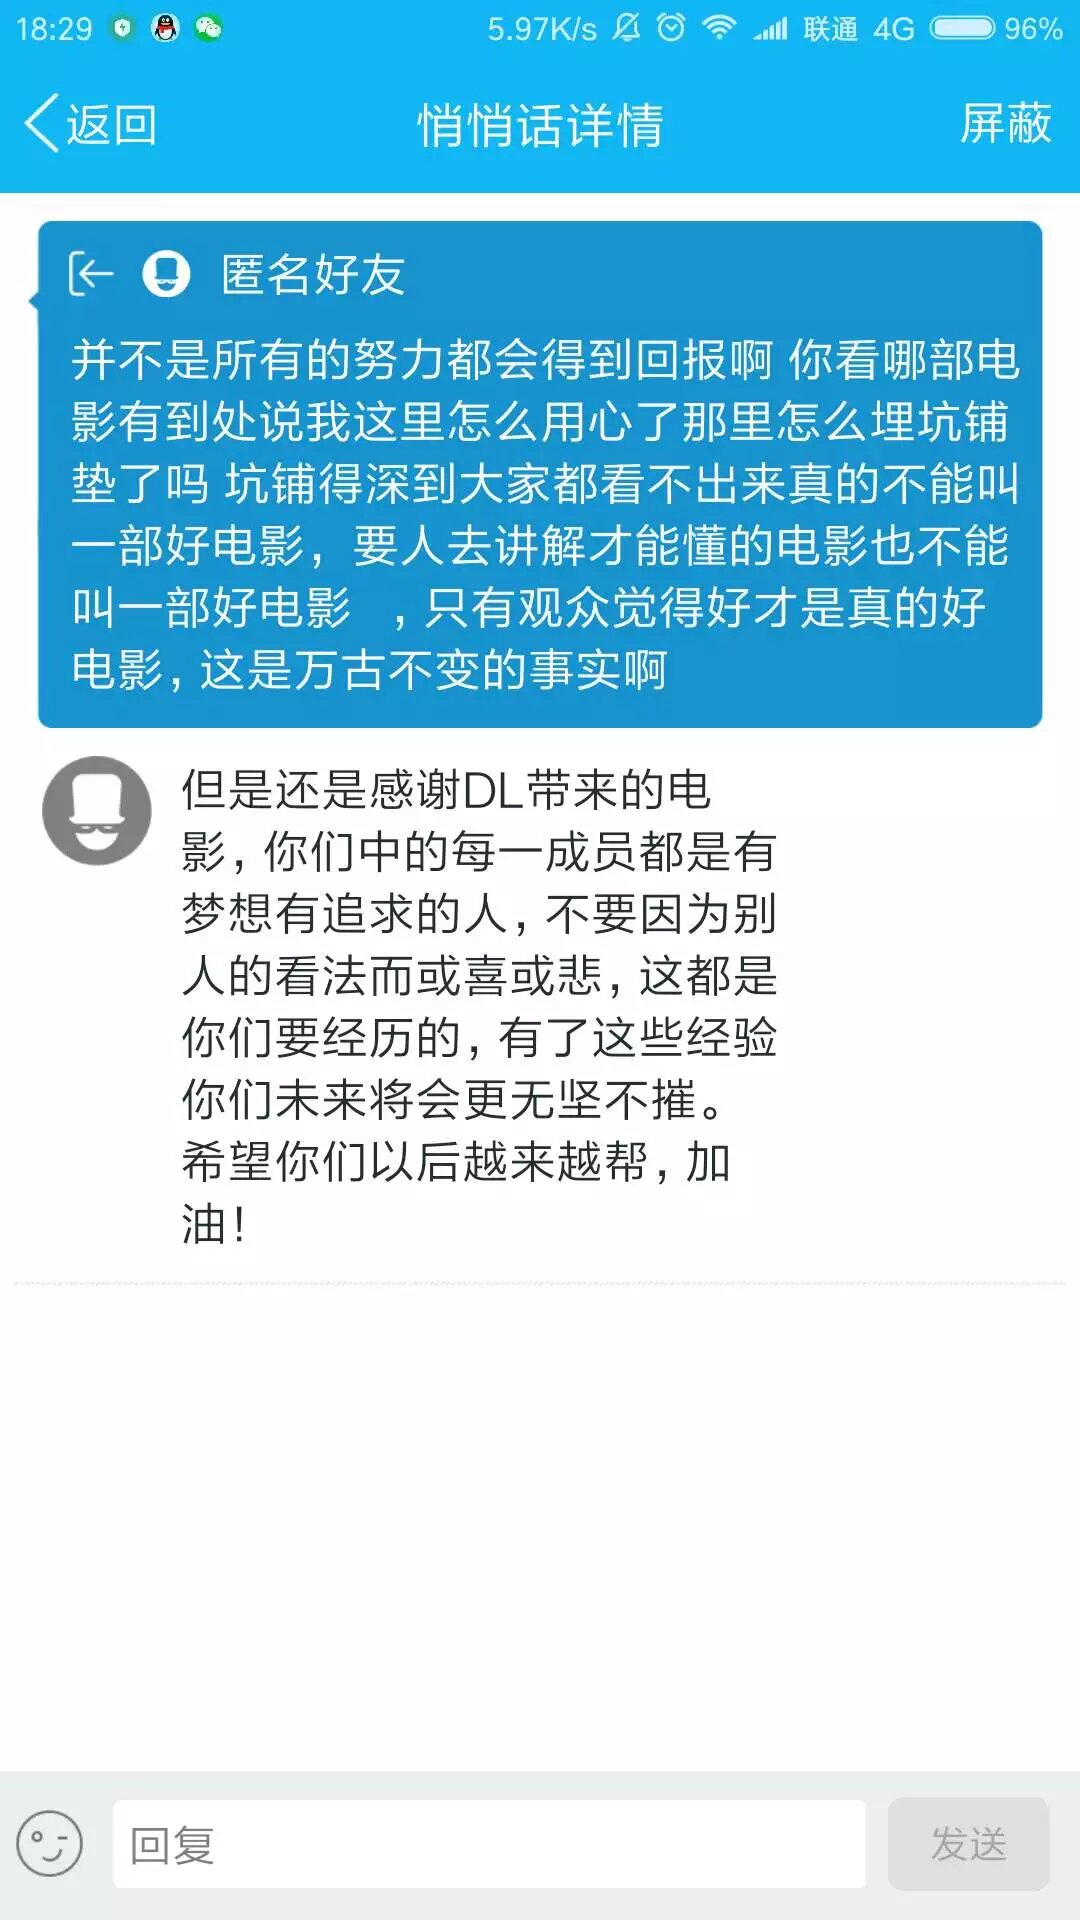 18:29 5.97K/s 联通 4G 96%
返回 悄悄话详情 屏蔽
匿名好友
并不是所有的努力都会得到回报啊 你看哪部电
影有到处说我这里怎么用心了那里怎么埋坑铺
垫了吗 坑铺得深到大家都看不出来真的不能叫
一部好电影，要人去讲解才能懂的电影也不能
叫一部好电影 ，只有观众觉得好才是真的好
电影，这是万古不变的事实啊
但是还是感谢DL带来的电
影，你们中的每一成员都是有
梦想有追求的人，不要因为别
人的看法而或喜或悲，这都是
你们要经历的，有了这些经验
你们未来将会更无坚不摧。
希望你们以后越来越帮，加
油！
回复 发送